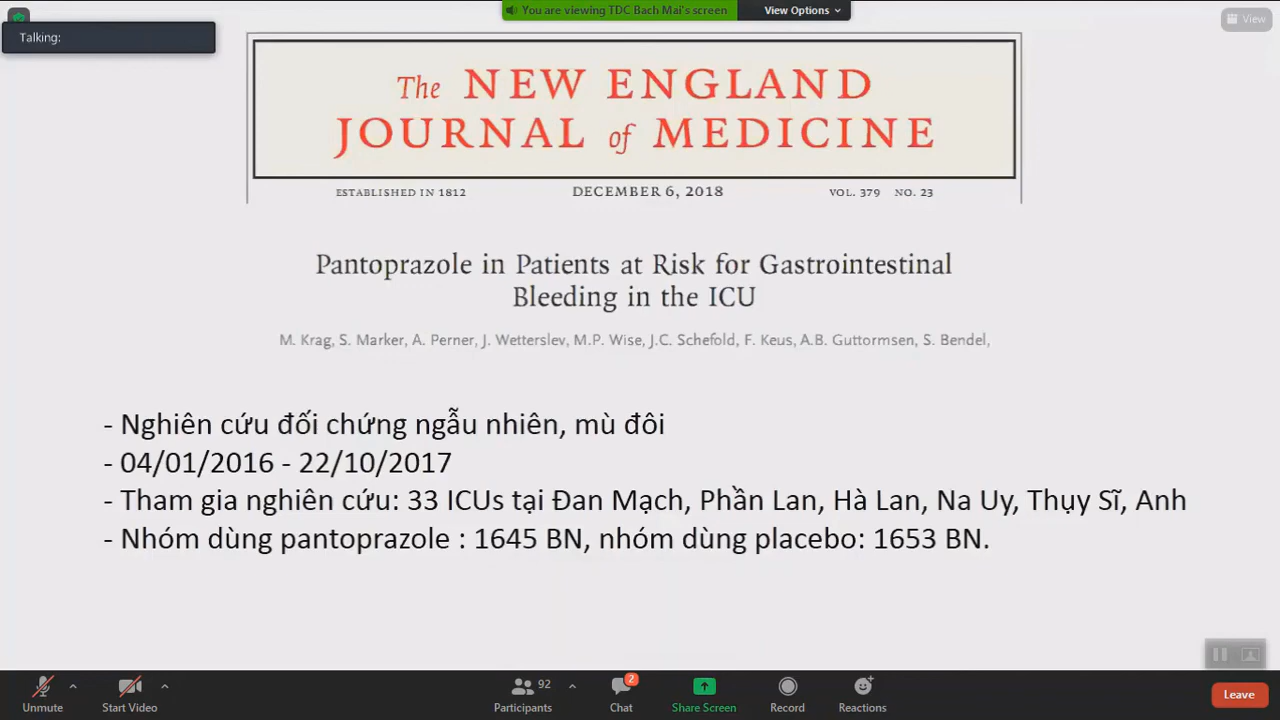 You are viewing TDC Bach Mai's screen
View Options
View
Talking:
The NEW ENGLAND
JOURNAL of MEDICINE
ESTABLISHED IN 1812
DECEMBER 6, 2018
VOL. 379 NO. 23
Pantoprazole in Patients at Risk for Gastrointestinal
Bleeding in the ICU
M. Krag, S. Marker, A. Perner, J. Wetterslev, M.P. Wise, J.C. Schefold, F. Keus, A.B. Guttormsen, S. Bendel,
- Nghiên cứu đối chứng ngẫu nhiên, mù đôi
- 04/01/2016 - 22/10/2017
- Tham gia nghiên cứu: 33 ICUs tại Đan Mạch, Phần Lan, Hà Lan, Na Uy, Thụy Sĩ, Anh
- Nhóm dùng pantoprazole : 1645 BN, nhóm dùng placebo: 1653 BN.
Unmute
Start Video
92
Participants
2
Chat
Share Screen
Record
Reactions
Leave